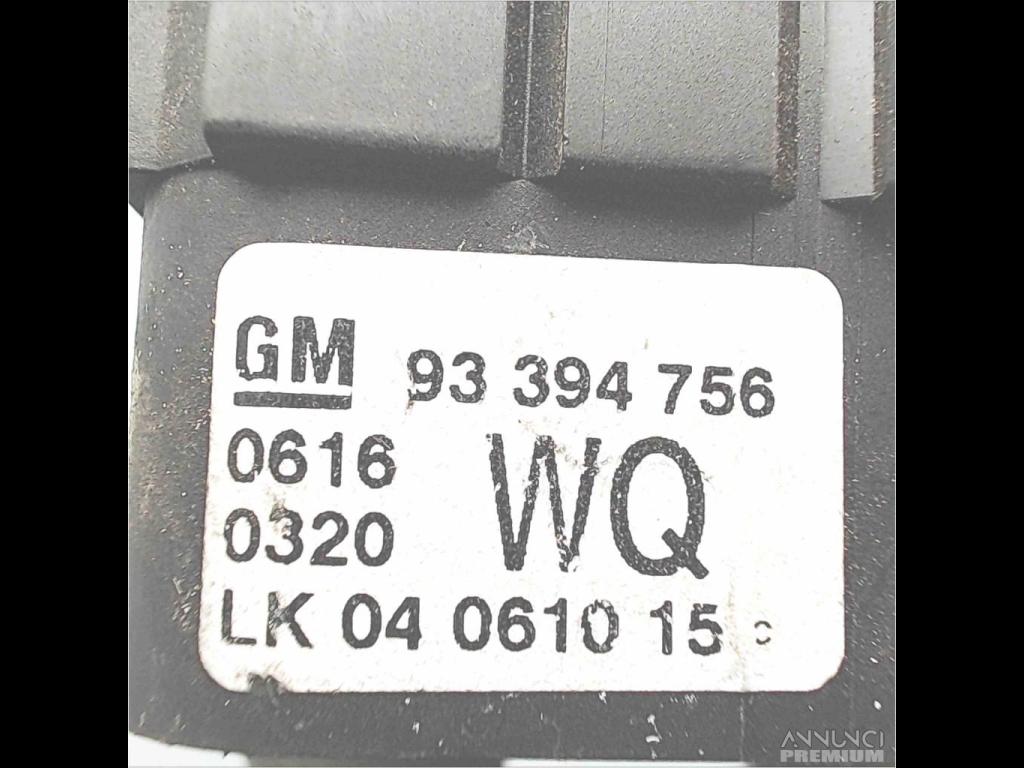 GM 93 394 756
0616 WQ
0320
LK 04 0610 15 c
ANNUNCI
PREMIUM